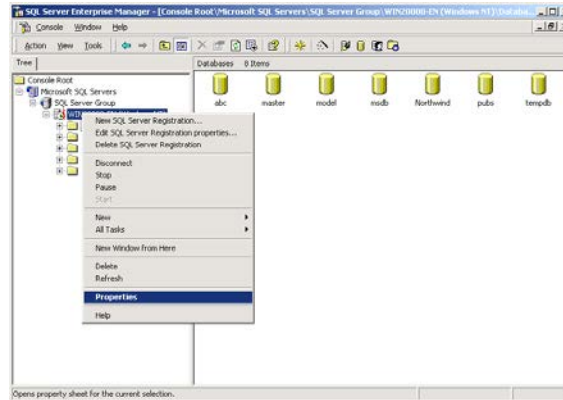 SQL Server Enterprise Manager - [Console Root\Microsoft SQL Servers\SQL Server Group\WIN20000-EN (Windows NT)\
Console Window Help
Action View Tools
Tree
Databases 8 Items
Console Root
Microsoft SQL Servers
SQL Server Group
abc master model msdb Northwind pubs tempdb
New SQL Server Registration...
Edit SQL Server Registration properties...
Delete SQL Server Registration
Disconnect
Stop
Pause
Start
New
All Tasks
New Window from Here
Delete
Refresh
Properties
Help
Opens property sheet for the current selection.